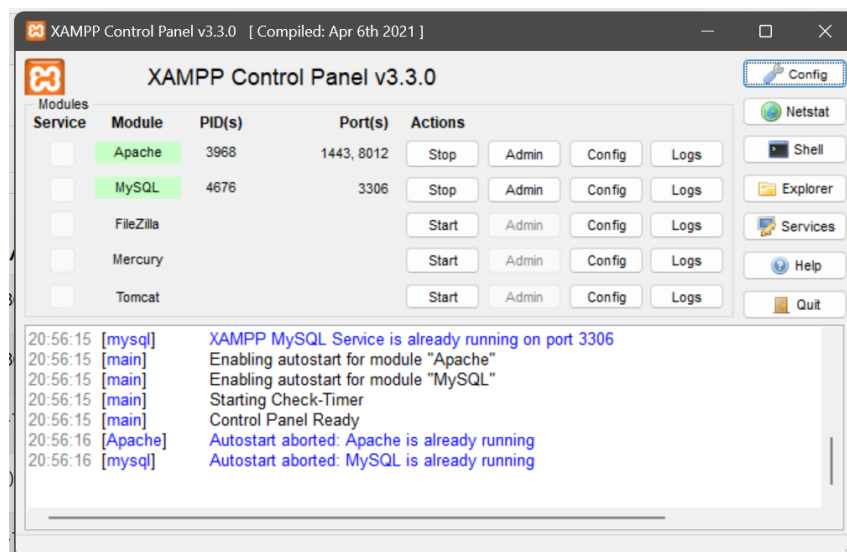 XAMPP Control Panel v3.3.0 [ Compiled: Apr 6th 2021 ]
XAMPP Control Panel v3.3.0
Config
Modules
Service Module PID(s) Port(s) Actions
Netstat
Apache 3968 1443, 8012 Stop Admin Config Logs
Shell
MySQL 4676 3306 Stop Admin Config Logs
Explorer
FileZilla Start Admin Config Logs
Services
Mercury Start Admin Config Logs
Help
Tomcat Start Admin Config Logs
Quit
20:56:15 [mysql] XAMPP MySQL Service is already running on port 3306
20:56:15 [main] Enabling autostart for module "Apache"
20:56:15 [main] Enabling autostart for module "MySQL"
20:56:15 [main] Starting Check-Timer
20:56:15 [main] Control Panel Ready
20:56:16 [Apache] Autostart aborted: Apache is already running
20:56:16 [mysql] Autostart aborted: MySQL is already running